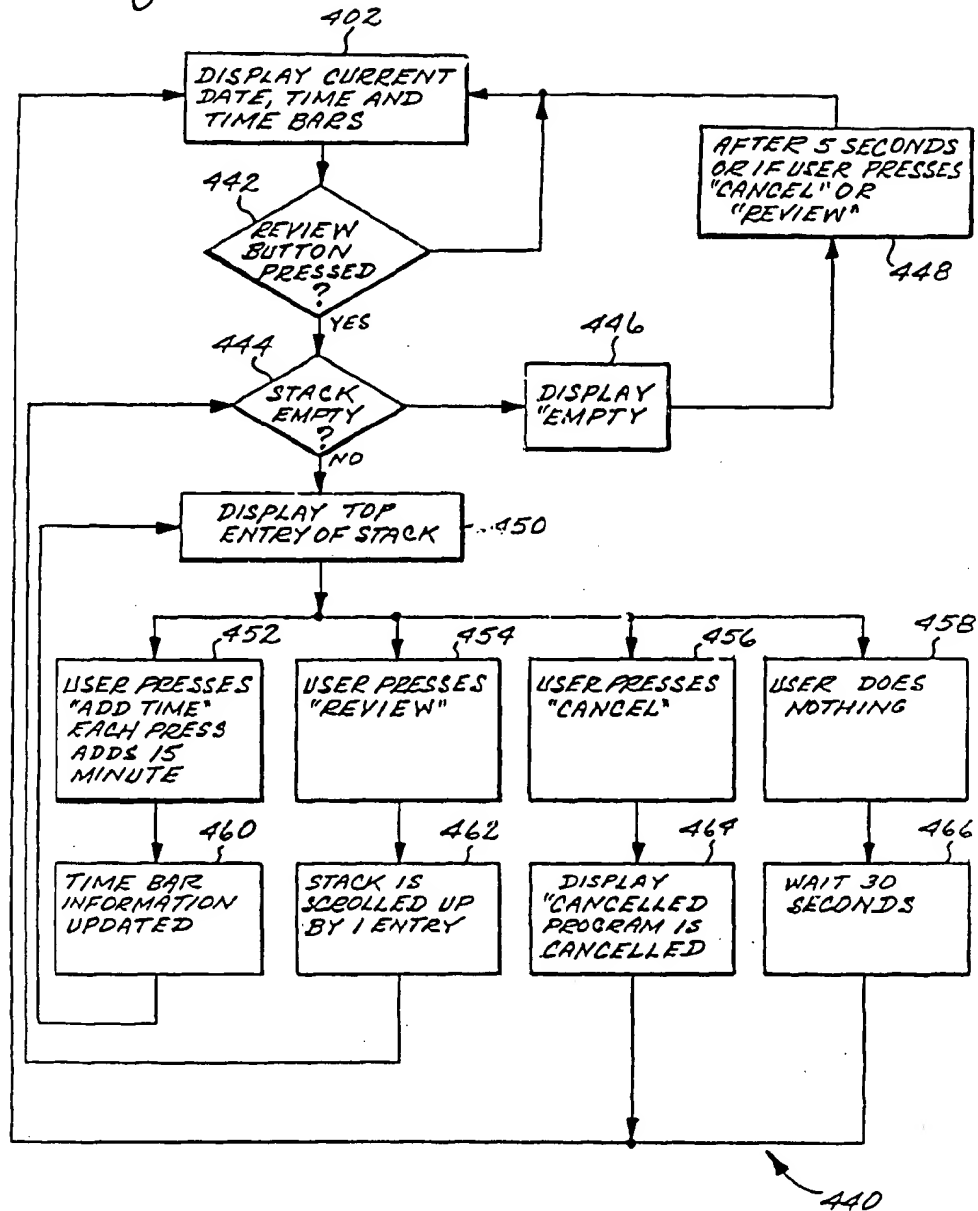 402
DISPLAY CURRENT
DATE, TIME AND
TIME BARS
442
REVIEW
BUTTON
PRESSED
?
YES
AFTER 5 SECONDS
OR IF USER PRESSES
"CANCEL" OR
"REVIEW"
448
444
STACK
EMPTY
?
NO
446
DISPLAY
"EMPTY
DISPLAY TOP
ENTRY OF STACK
450
452
USER PRESSES
"ADD TIME"
EACH PRESS
ADDS 15
MINUTE
454
USER PRESSES
"REVIEW"
456
USER PRESSES
"CANCEL"
458
USER DOES
NOTHING
460
TIME BAR
INFORMATION
UPDATED
462
STACK IS
SCROLLED UP
BY 1 ENTRY
464
DISPLAY
"CANCELLED
PROGRAM IS
CANCELLED
466
WAIT 30
SECONDS
440